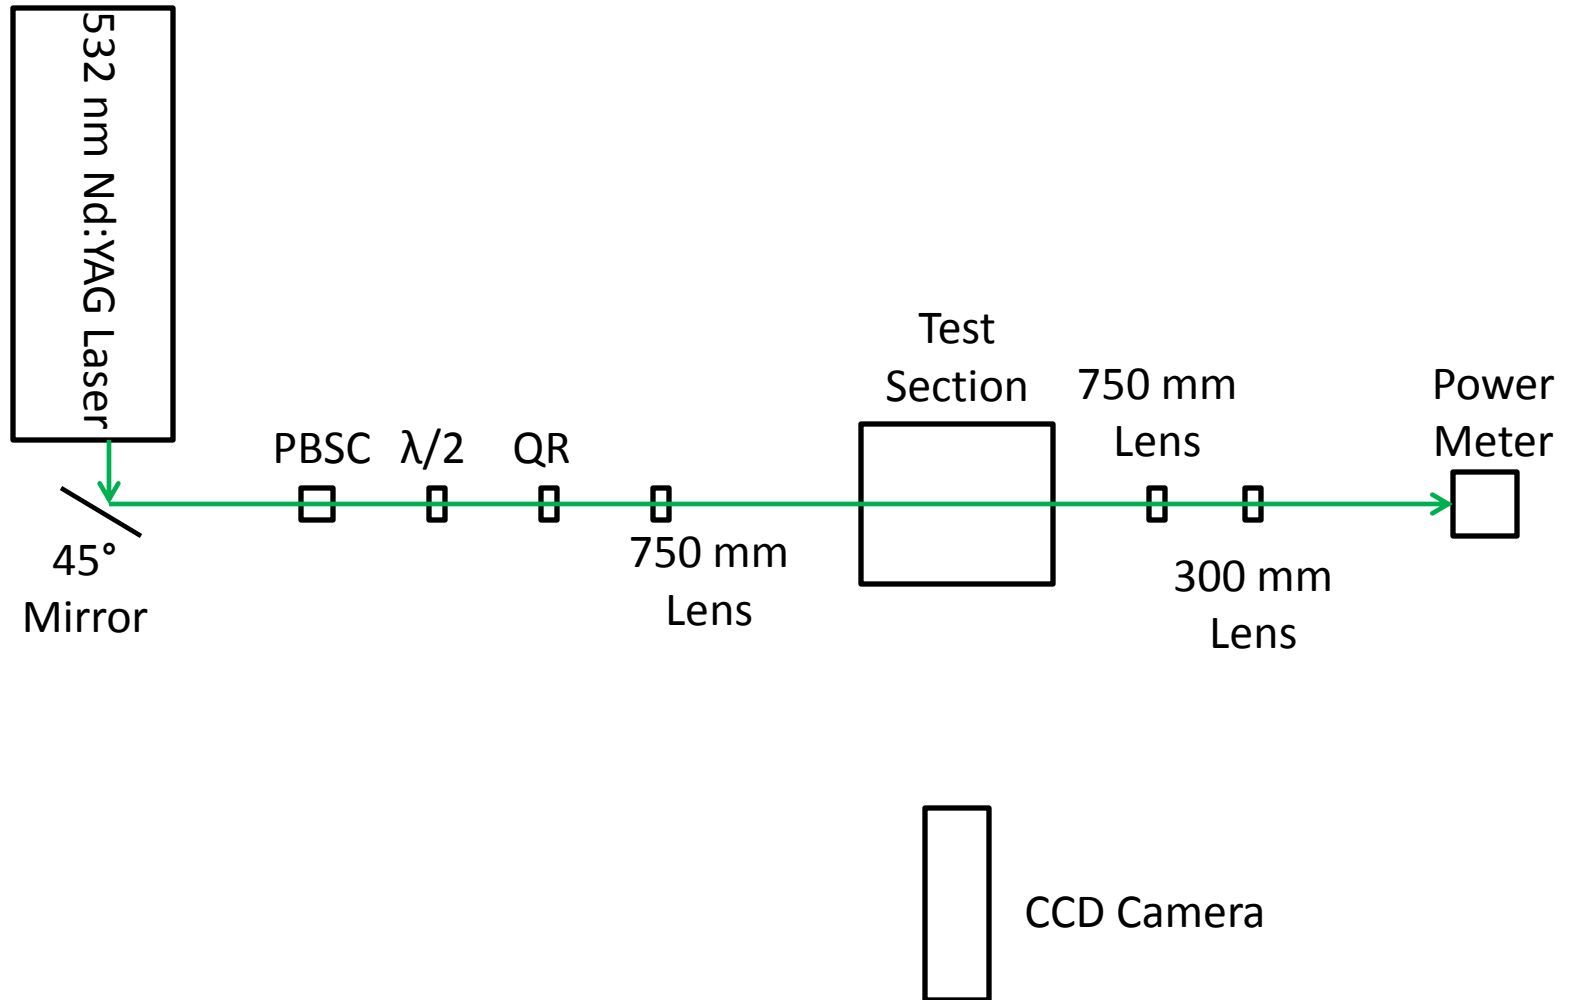 532 nm Nd:YAG Laser
45°
Mirror
PBSC
λ/2
QR
750 mm
Lens
Test
Section
750 mm
Lens
300 mm
Lens
Power
Meter
CCD Camera